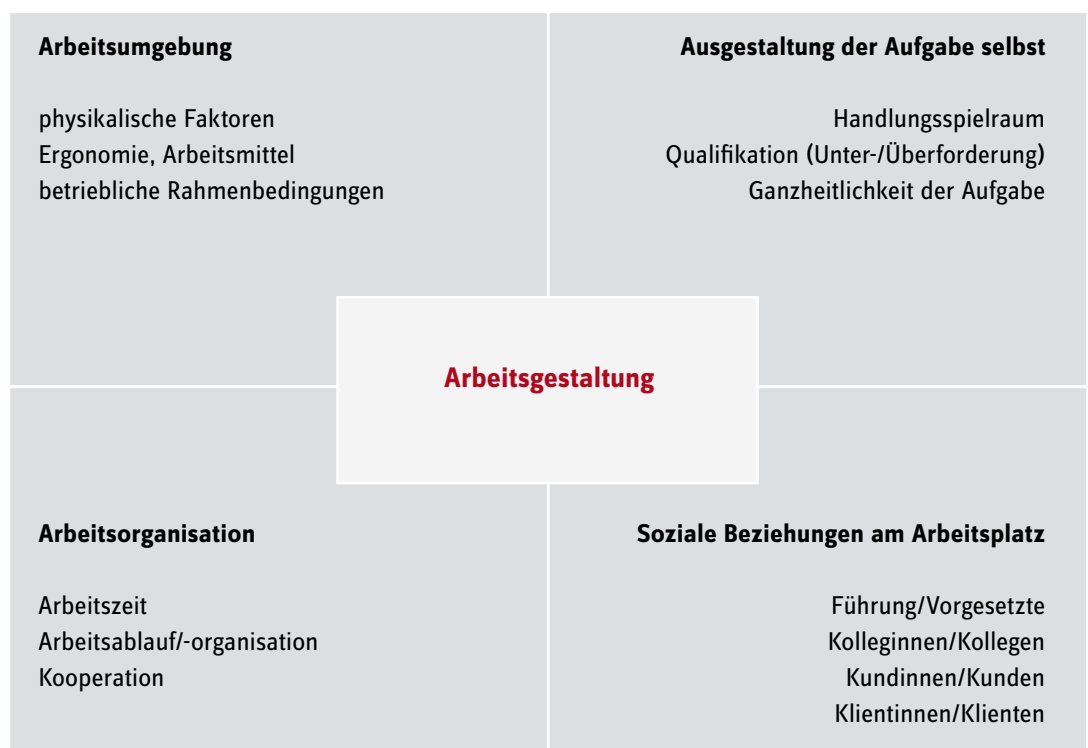 Arbeitsumgebung
physikalische Faktoren
Ergonomie, Arbeitsmittel
betriebliche Rahmenbedingungen
Ausgestaltung der Aufgabe selbst
Handlungsspielraum
Qualifikation (Unter-/Überforderung)
Ganzheitlichkeit der Aufgabe
Arbeitsgestaltung
Arbeitsorganisation
Arbeitszeit
Arbeitsablauf/-organisation
Kooperation
Soziale Beziehungen am Arbeitsplatz
Führung/Vorgesetzte
Kolleginnen/Kollegen
Kundinnen/Kunden
Klientinnen/Klienten